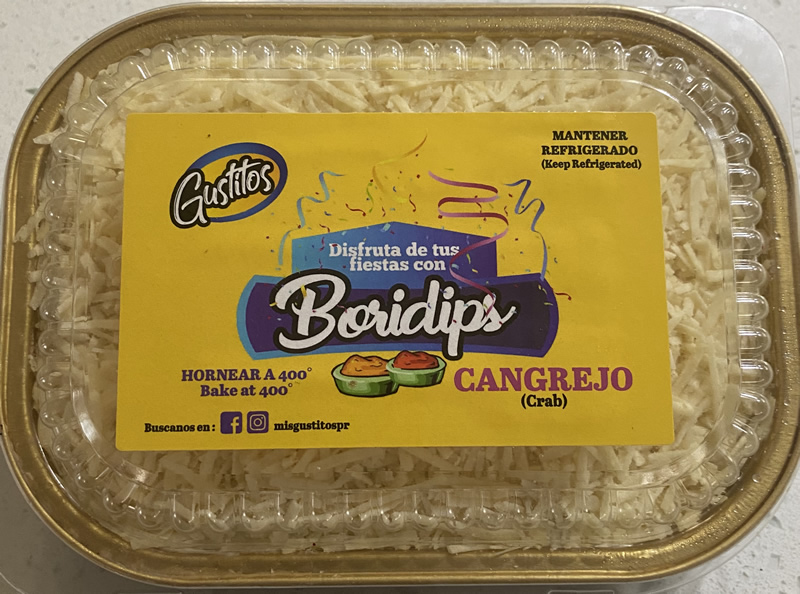 Gustitos
MANTENER
REFRIGERADO
(Keep Refrigerated)
Disfruta de tus
fiestas con
Boridips
HORNEAR A 400°
Bake at 400°
CANGREJO
(Crab)
Buscanos en : misgustitospr